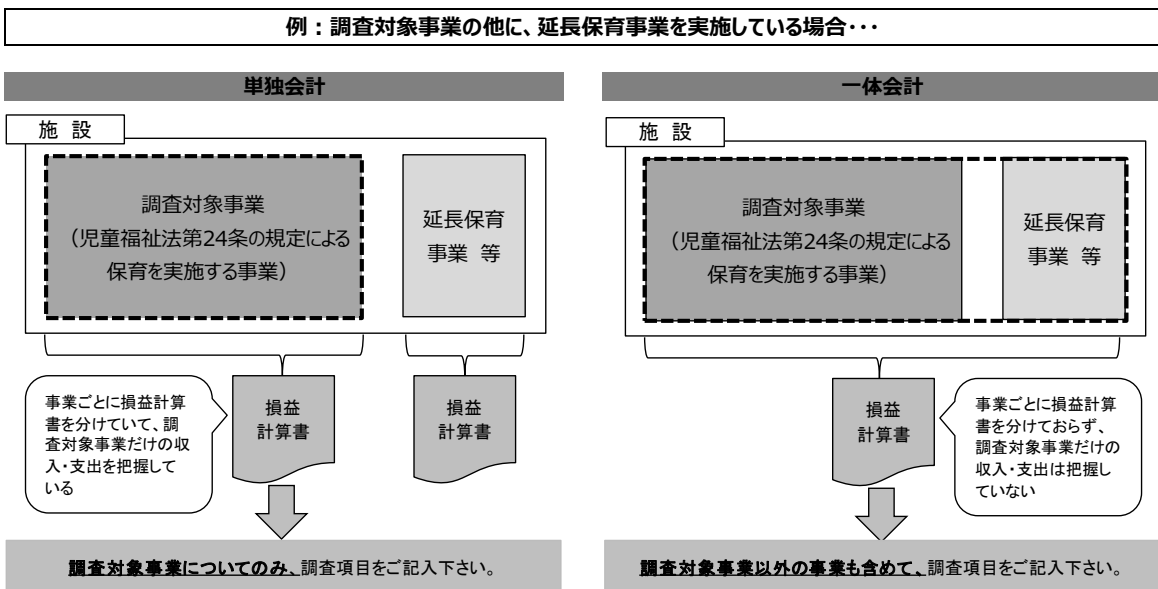 例：調査対象事業の他に、延長保育事業を実施している場合･･･
単独会計
施 設
調査対象事業
（児童福祉法第24条の規定による
保育を実施する事業）
延長保育
事業 等
事業ごとに損益計算
書を分けていて、調
査対象事業だけの収
入・支出を把握して
いる
損益
計算書
損益
計算書
調査対象事業についてのみ、調査項目をご記入下さい。
一体会計
施 設
調査対象事業
（児童福祉法第24条の規定による
保育を実施する事業）
延長保育
事業 等
損益
計算書
事業ごとに損益計算
書を分けておらず、
調査対象事業だけの
収入・支出は把握し
ていない
調査対象事業以外の事業も含めて、調査項目をご記入下さい。